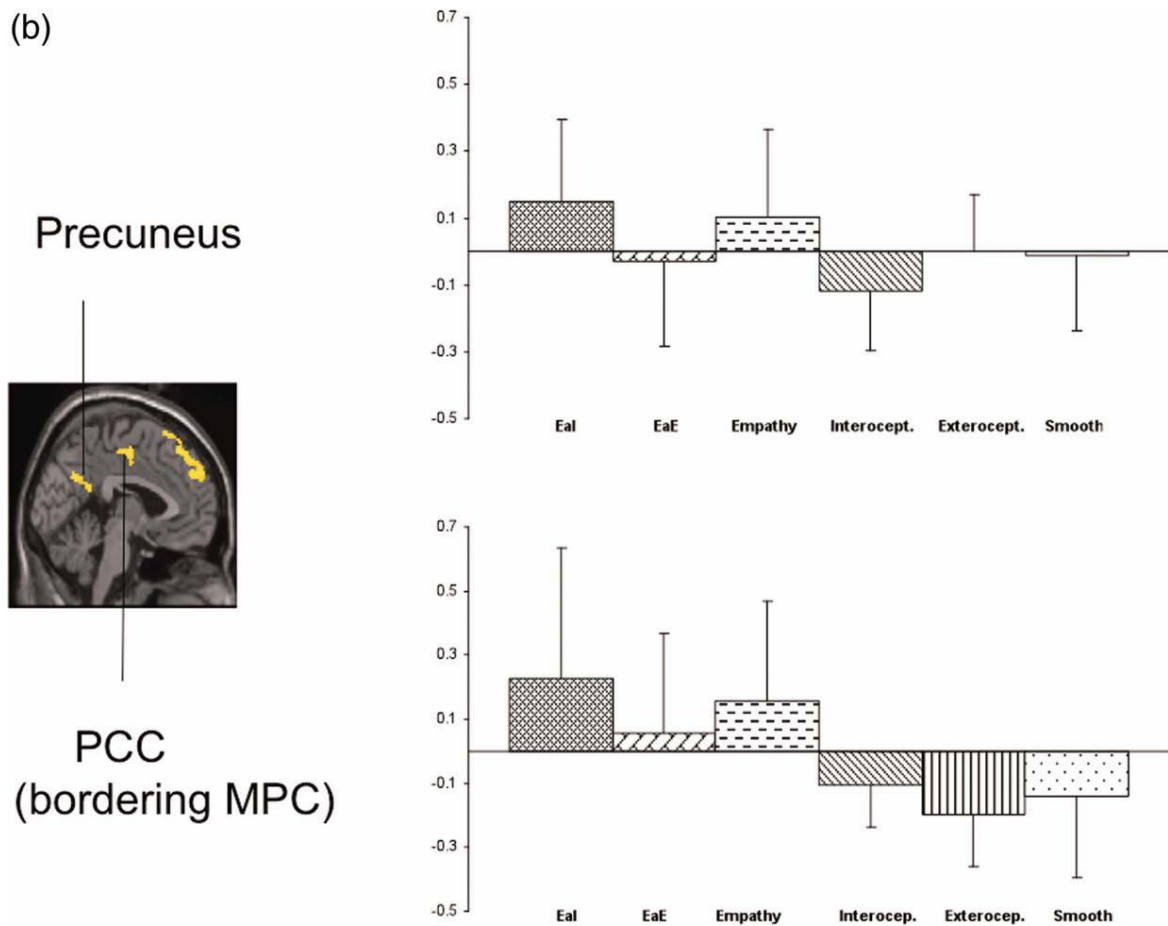 (b)
Precuneus
PCC
(bordering MPC)
0.7
0.5
0.3
0.1
-0.1
-0.3
-0.5
EaI EaE Empathy Interocept. Exterocept. Smooth
0.7
0.5
0.3
0.1
-0.1
-0.3
-0.5
EaI EaE Empathy Interocep. Exterocep. Smooth